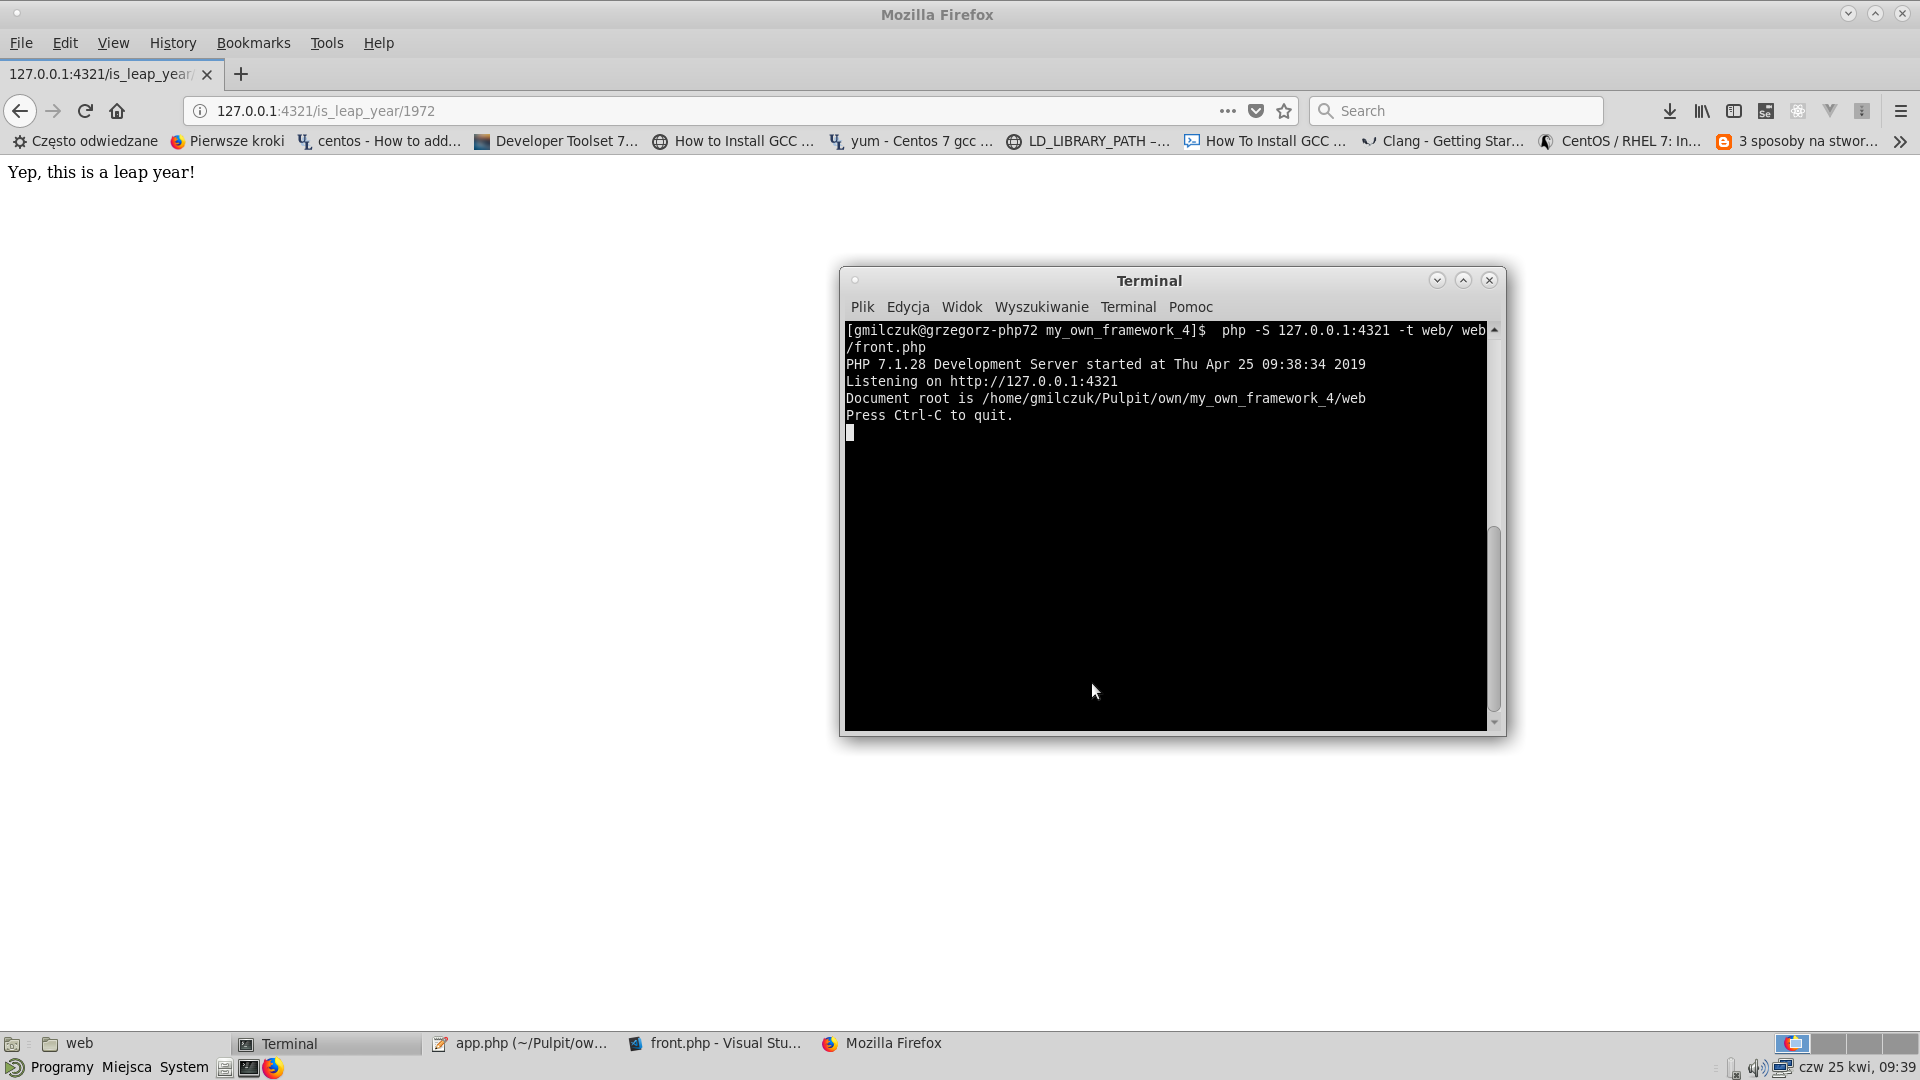 Mozilla Firefox
File Edit View History Bookmarks Tools Help
127.0.0.1:4321/is_leap_year/
127.0.0.1:4321/is_leap_year/1972
Search
Często odwiedzane Pierwsze kroki centos - How to add... Developer Toolset 7... How to Install GCC ... yum - Centos 7 gcc ... LD_LIBRARY_PATH –... How To Install GCC ... Clang - Getting Star... CentOS / RHEL 7: In... 3 sposoby na stwor...
Yep, this is a leap year!
Terminal
Plik Edycja Widok Wyszukiwanie Terminal Pomoc
[gmilczuk@grzegorz-php72 my_own_framework_4]$  php -S 127.0.0.1:4321 -t web/ web
/front.php
PHP 7.1.28 Development Server started at Thu Apr 25 09:38:34 2019
Listening on http://127.0.0.1:4321
Document root is /home/gmilczuk/Pulpit/own/my_own_framework_4/web
Press Ctrl-C to quit.
web Terminal app.php (~/Pulpit/ow... front.php - Visual Stu... Mozilla Firefox
Programy Miejsca System czw 25 kwi, 09:39